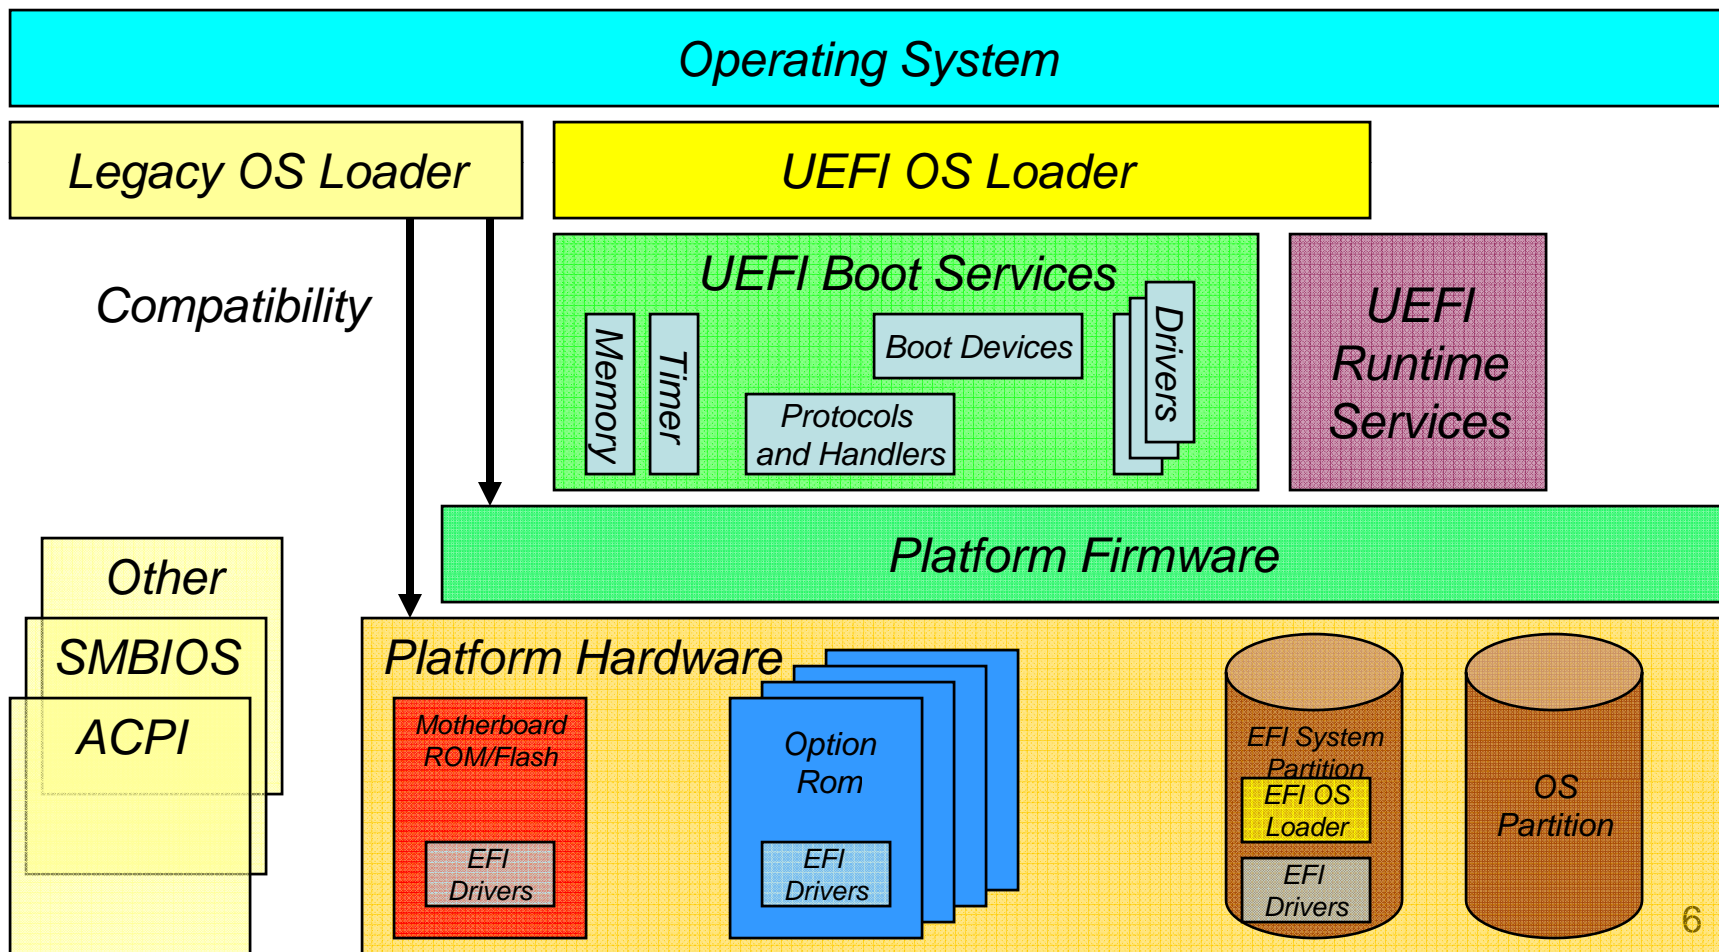 Operating System
Legacy OS Loader
UEFI OS Loader
Compatibility
UEFI Boot Services
Memory
Timer
Boot Devices
Protocols
and Handlers
Drivers
UEFI
Runtime
Services
Platform Firmware
Other
SMBIOS
ACPI
Platform Hardware
Motherboard
ROM/Flash
EFI
Drivers
Option
Rom
EFI
Drivers
EFI System
Partition
EFI OS
Loader
EFI
Drivers
OS
Partition
6